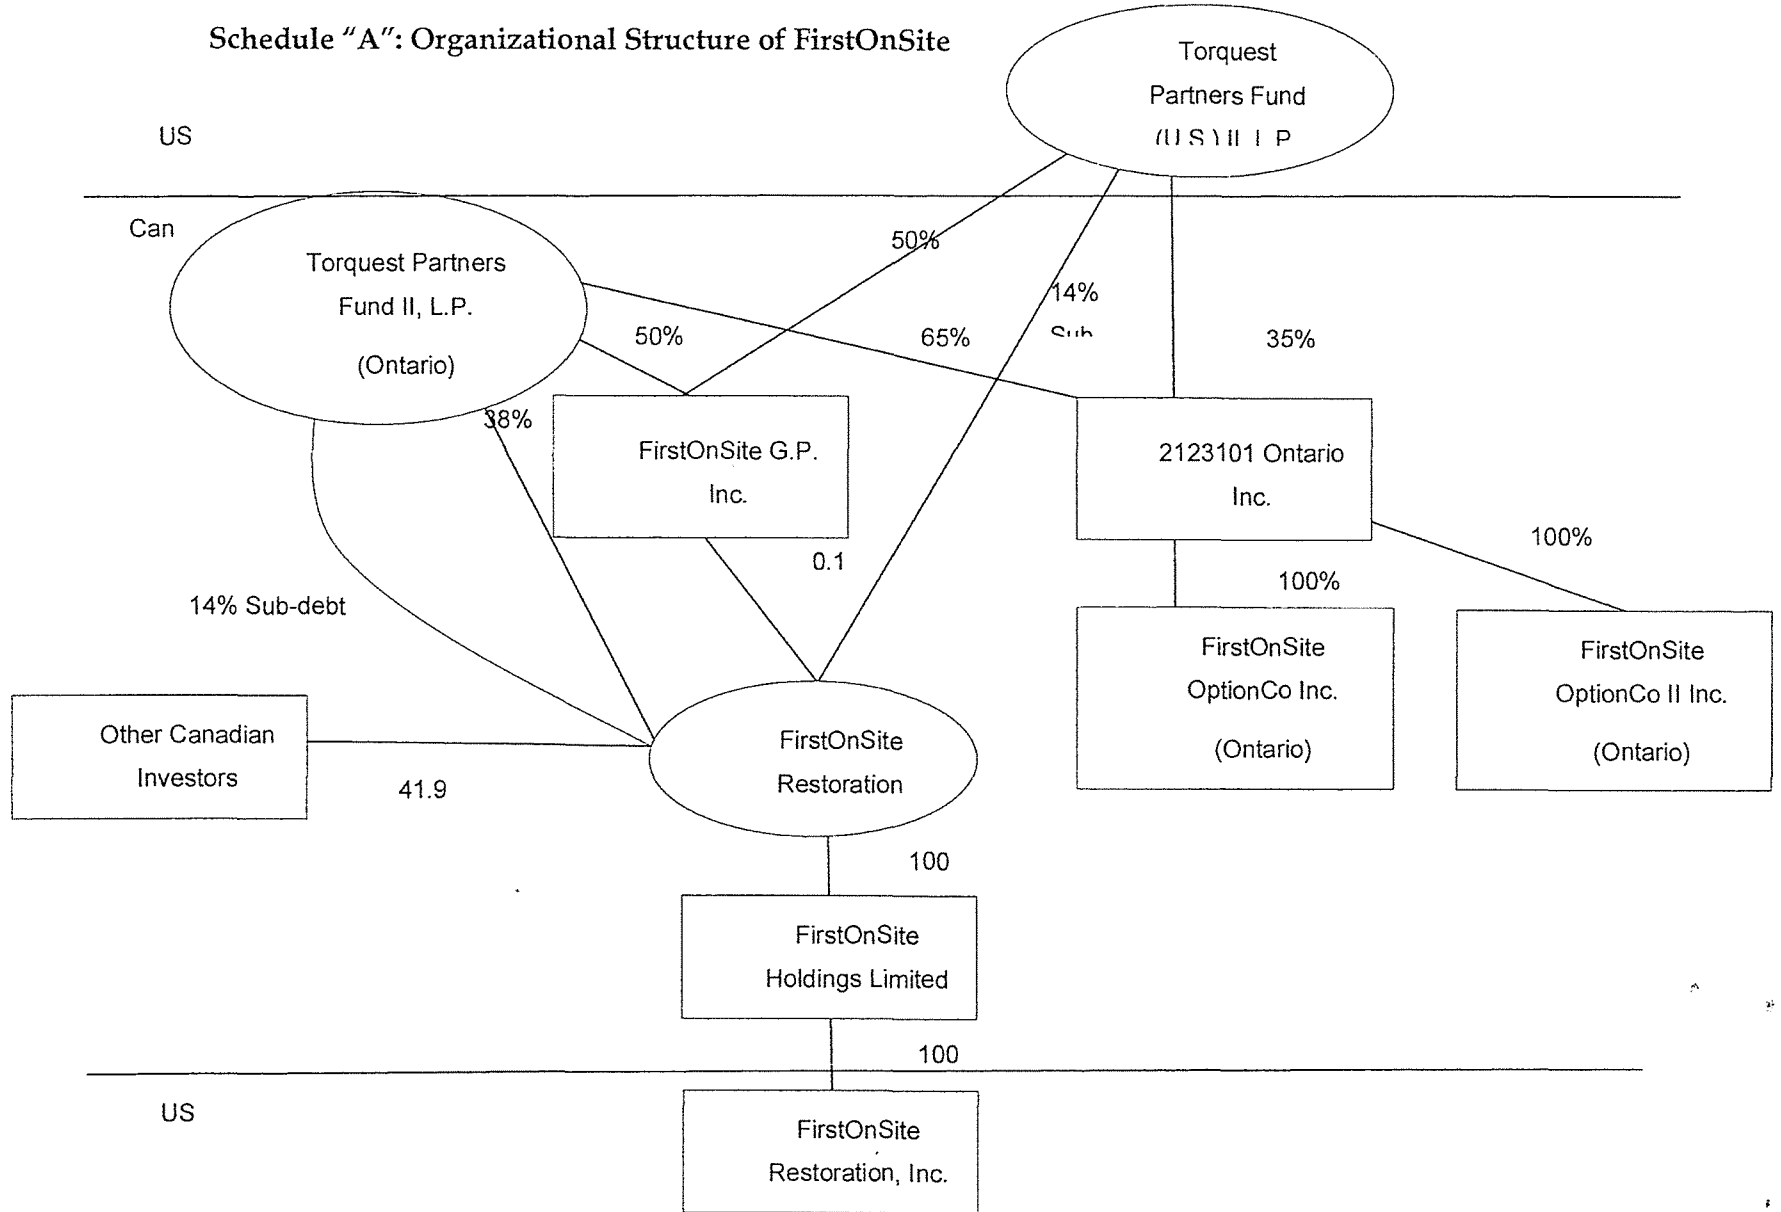 Schedule “A”: Organizational Structure of FirstOnSite
Torquest
Partners Fund
(U.S.) II, L.P.
US
Can
Torquest Partners
Fund II, L.P.
(Ontario)
50%
14%
Sub
50%
65%
35%
38%
FirstOnSite G.P.
Inc.
2123101 Ontario
Inc.
100%
0.1
100%
14% Sub-debt
FirstOnSite
OptionCo Inc.
(Ontario)
FirstOnSite
OptionCo II Inc.
(Ontario)
Other Canadian
Investors
41.9
FirstOnSite
Restoration
100
FirstOnSite
Holdings Limited
100
US
FirstOnSite
Restoration, Inc.